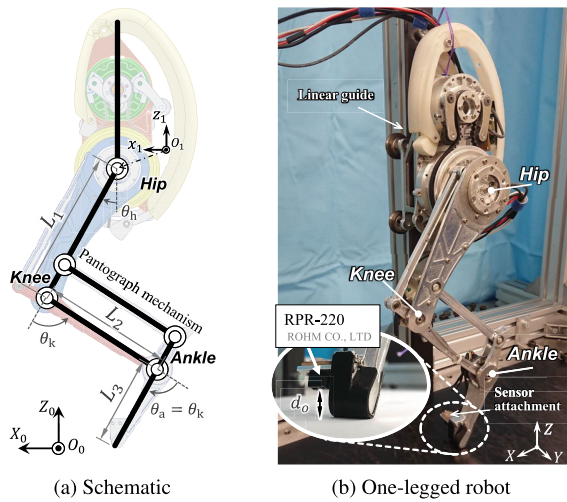 z₁
x₁
O₁
Hip
θₕ
L₁
Pantograph mechanism
Knee
L₂
θₖ
Ankle
L₃
θₐ = θₖ
Z₀
X₀
O₀
(a) Schematic
Linear guide
Hip
Knee
RPR-220
ROHM CO., LTD
Ankle
Sensor
attachment
dₒ
Z
X
Y
(b) One-legged robot